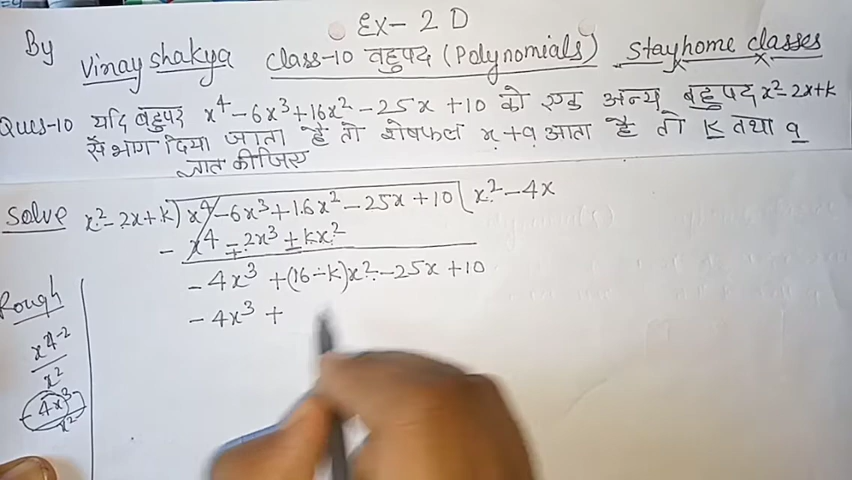 Ex- 2 D
By Vinay shakya class-10 बहुपद (Polynomials) Stayhome classes
Ques-10 यदि बहुपद x⁴-6x³+16x²-25x+10 को एक अन्य बहुपद x²-2x+k
से भाग दिया जाता है तो शेषफल x+a आता है तो K तथा a
ज्ञात कीजिए
Solve x²-2x+k) x⁴-6x³+16x²-25x+10 ( x²-4x
- x⁴ -2x³ + kx²
+ -
-4x³ +(16-k)x²-25x+10
-4x³ +
Rough
x⁴⁻²
x²
-4x³
x²